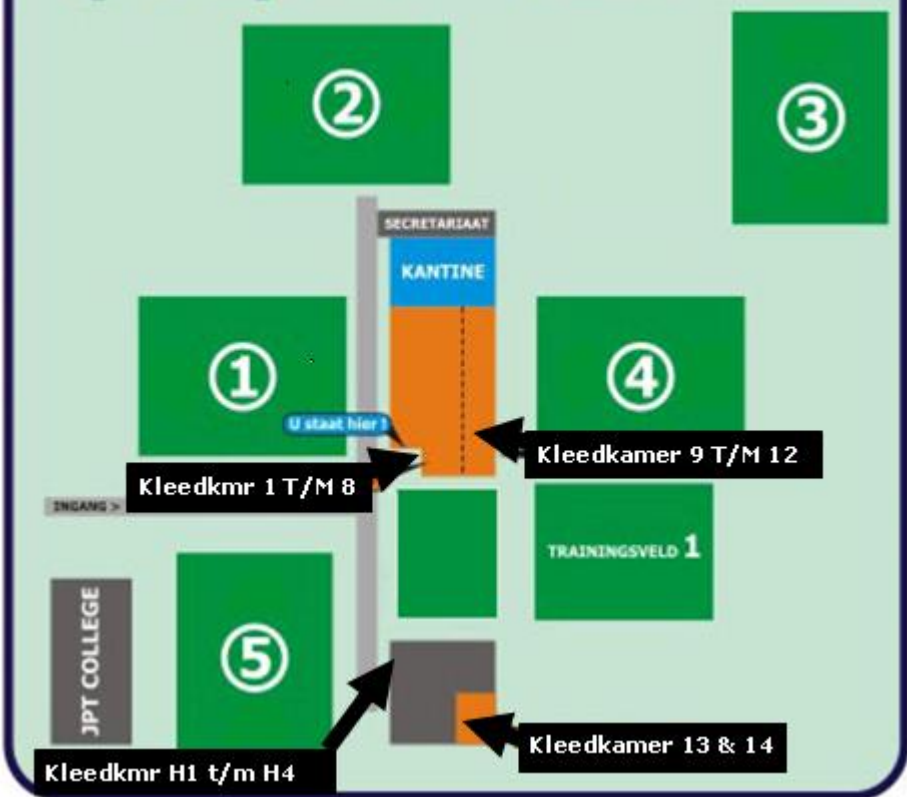 2
3
SECRETARIAAT
KANTINE
1
4
U staat hier !
Kleedkamer 9 T/M 12
Kleedkmr 1 T/M 8
INGANG >
TRAININGSVELD 1
JPT COLLEGE
5
Kleedkamer 13 & 14
Kleedkmr H1 t/m H4